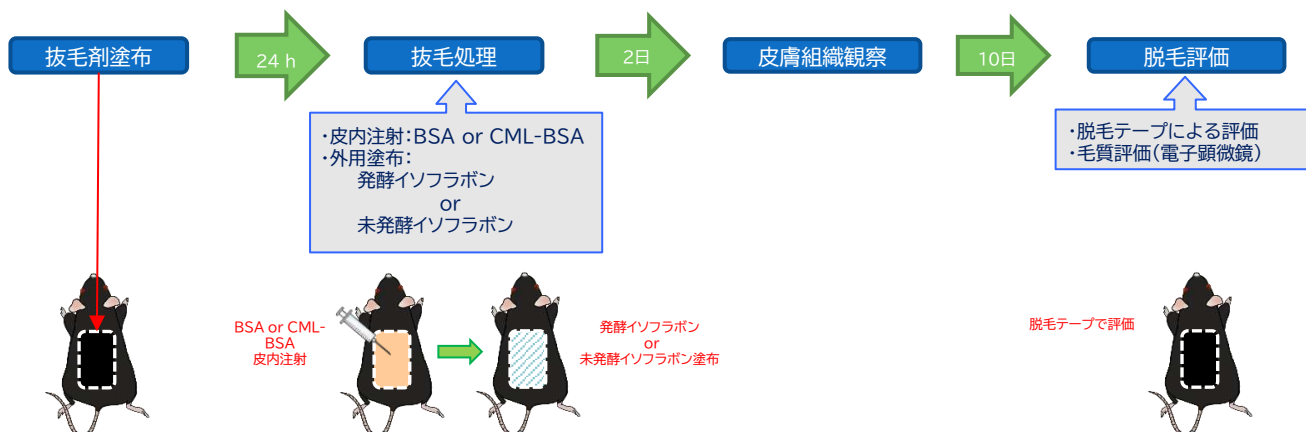 抜毛剤塗布
24 h
抜毛処理
2日
皮膚組織観察
10日
脱毛評価
・皮内注射：BSA or CML-BSA
・外用塗布：
発酵イソフラボン
or
未発酵イソフラボン
・脱毛テープによる評価
・毛質評価(電子顕微鏡)
BSA or CML-
BSA
皮内注射
発酵イソフラボン
or
未発酵イソフラボン塗布
脱毛テープで評価